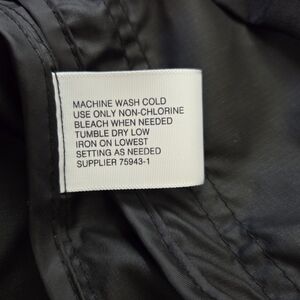 MACHINE WASH COLD
USE ONLY NON-CHLORINE
BLEACH WHEN NEEDED
TUMBLE DRY LOW
IRON ON LOWEST
SETTING AS NEEDED
SUPPLIER 75943-1